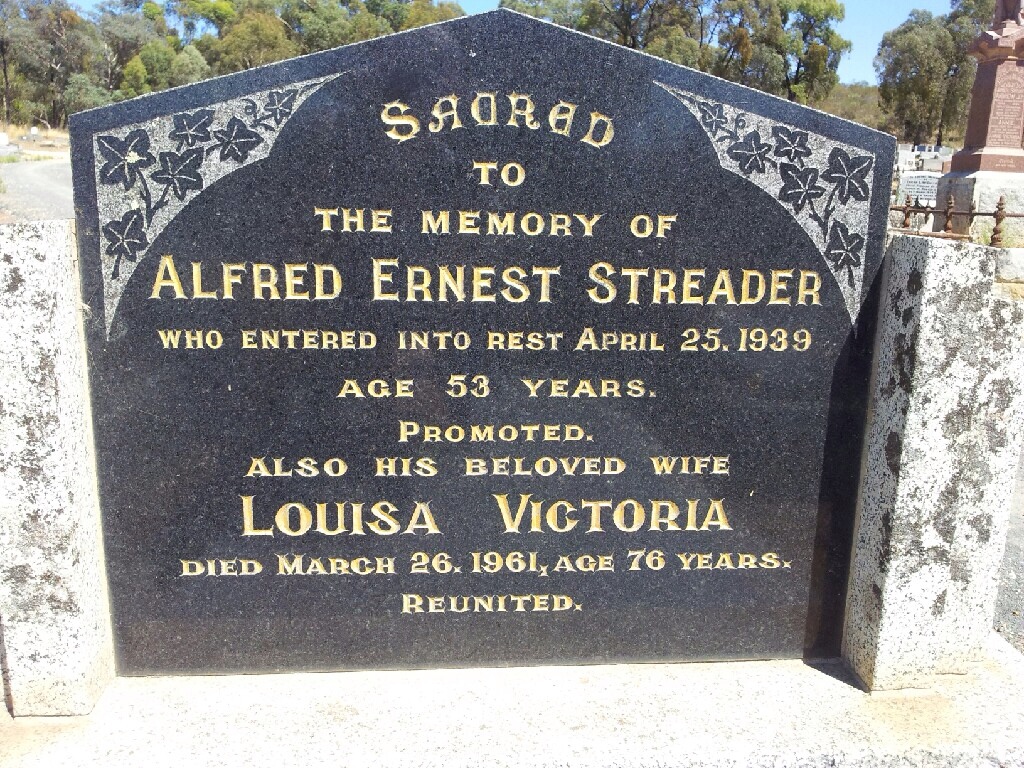 SACRED
TO
THE MEMORY OF
ALFRED ERNEST STREADER
WHO ENTERED INTO REST APRIL 25. 1939
AGE 53 YEARS.
PROMOTED.
ALSO HIS BELOVED WIFE
LOUISA VICTORIA
DIED MARCH 26. 1961, AGE 76 YEARS.
REUNITED.